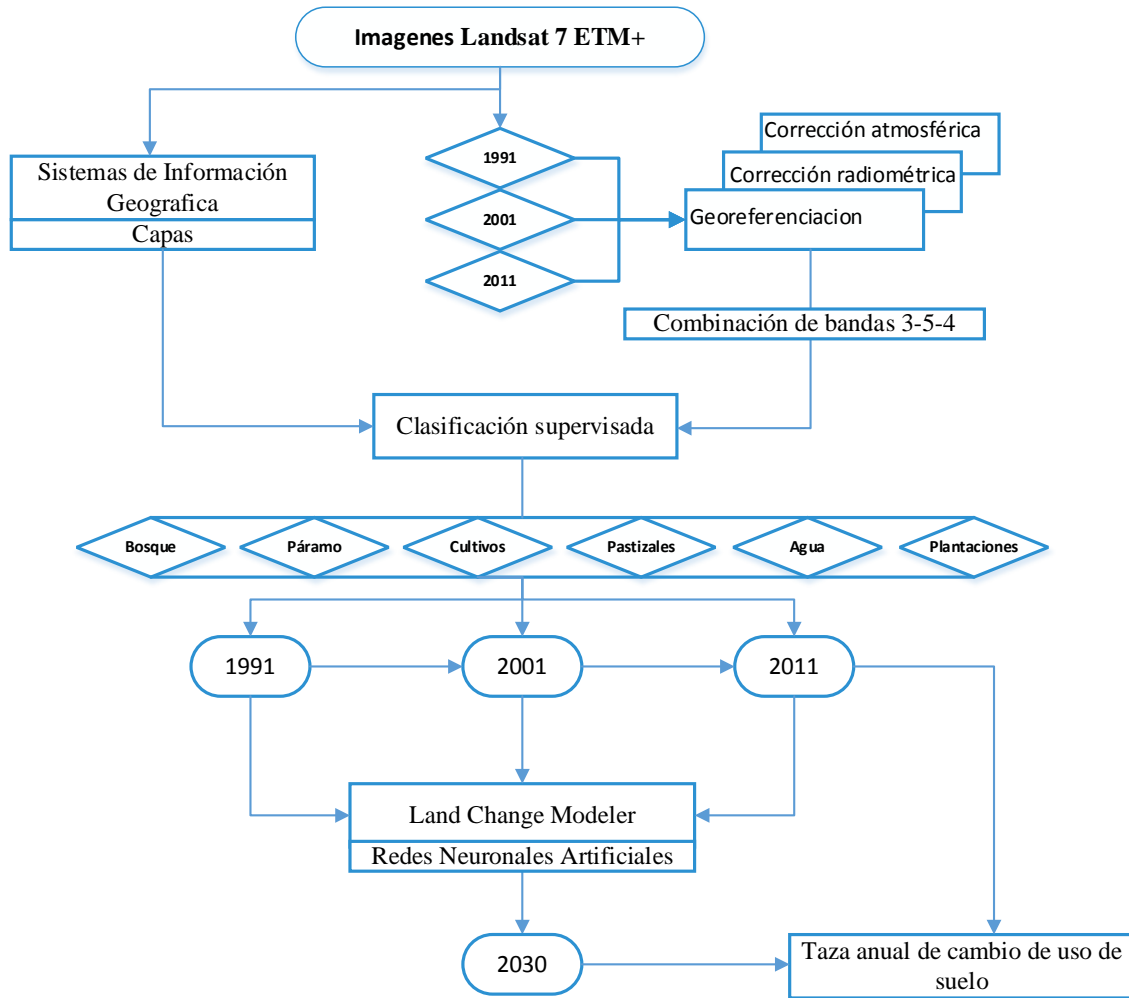 Imagenes Landsat 7 ETM+
Sistemas de Información
Geografica
Capas
1991
2001
2011
Corrección atmosférica
Corrección radiométrica
Georeferenciacion
Combinación de bandas 3-5-4
Clasificación supervisada
Bosque
Páramo
Cultivos
Pastizales
Agua
Plantaciones
1991
2001
2011
Land Change Modeler
Redes Neuronales Artificiales
2030
Taza anual de cambio de uso de
suelo